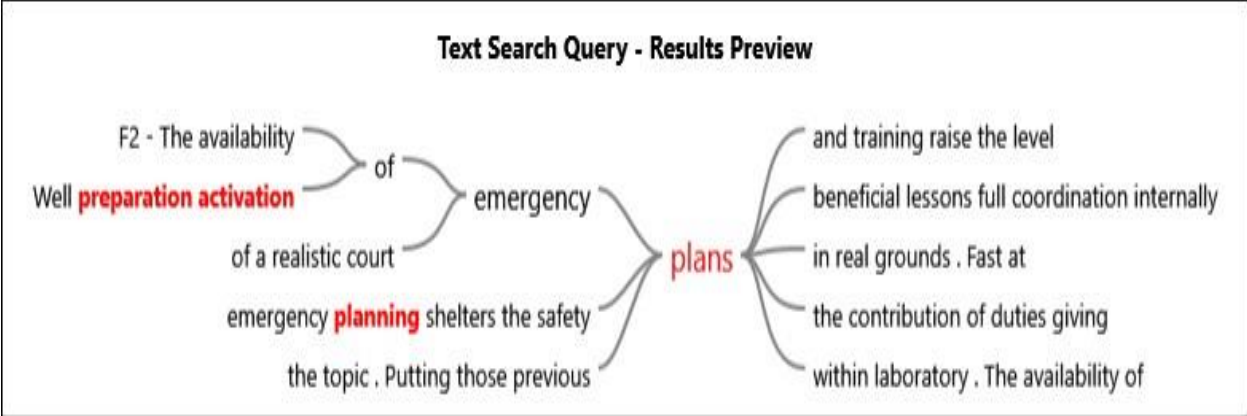 Text Search Query - Results Preview
F2 - The availability
Well preparation activation
of
of a realistic court
emergency
emergency planning shelters the safety
the topic . Putting those previous
plans
and training raise the level
beneficial lessons full coordination internally
in real grounds . Fast at
the contribution of duties giving
within laboratory . The availability of